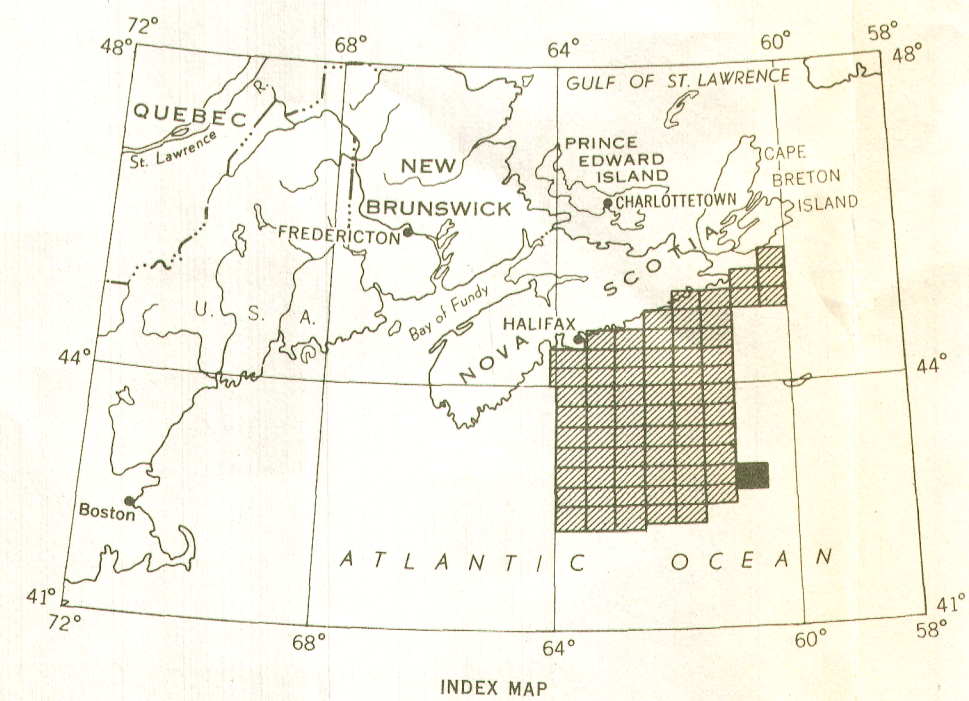 72°
68°
64°
60°
58°
48°
48°
GULF OF ST. LAWRENCE
QUEBEC
R.
St. Lawrence
PRINCE
EDWARD
ISLAND
CAPE
BRETON
ISLAND
NEW
BRUNSWICK
CHARLOTTETOWN
FREDERICTON
NOVA SCOTIA
U. S. A.
Bay of Fundy
HALIFAX
44°
44°
Boston
ATLANTIC OCEAN
41°
41°
72°
68°
64°
60°
58°
INDEX MAP